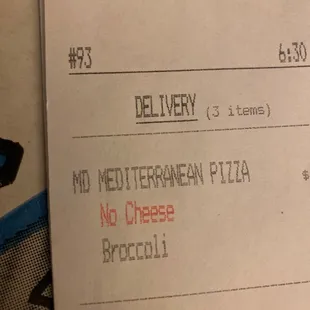 #93 6:30
DELIVERY (3 items)
MD MEDITERRANEAN PIZZA $
No Cheese
Broccoli